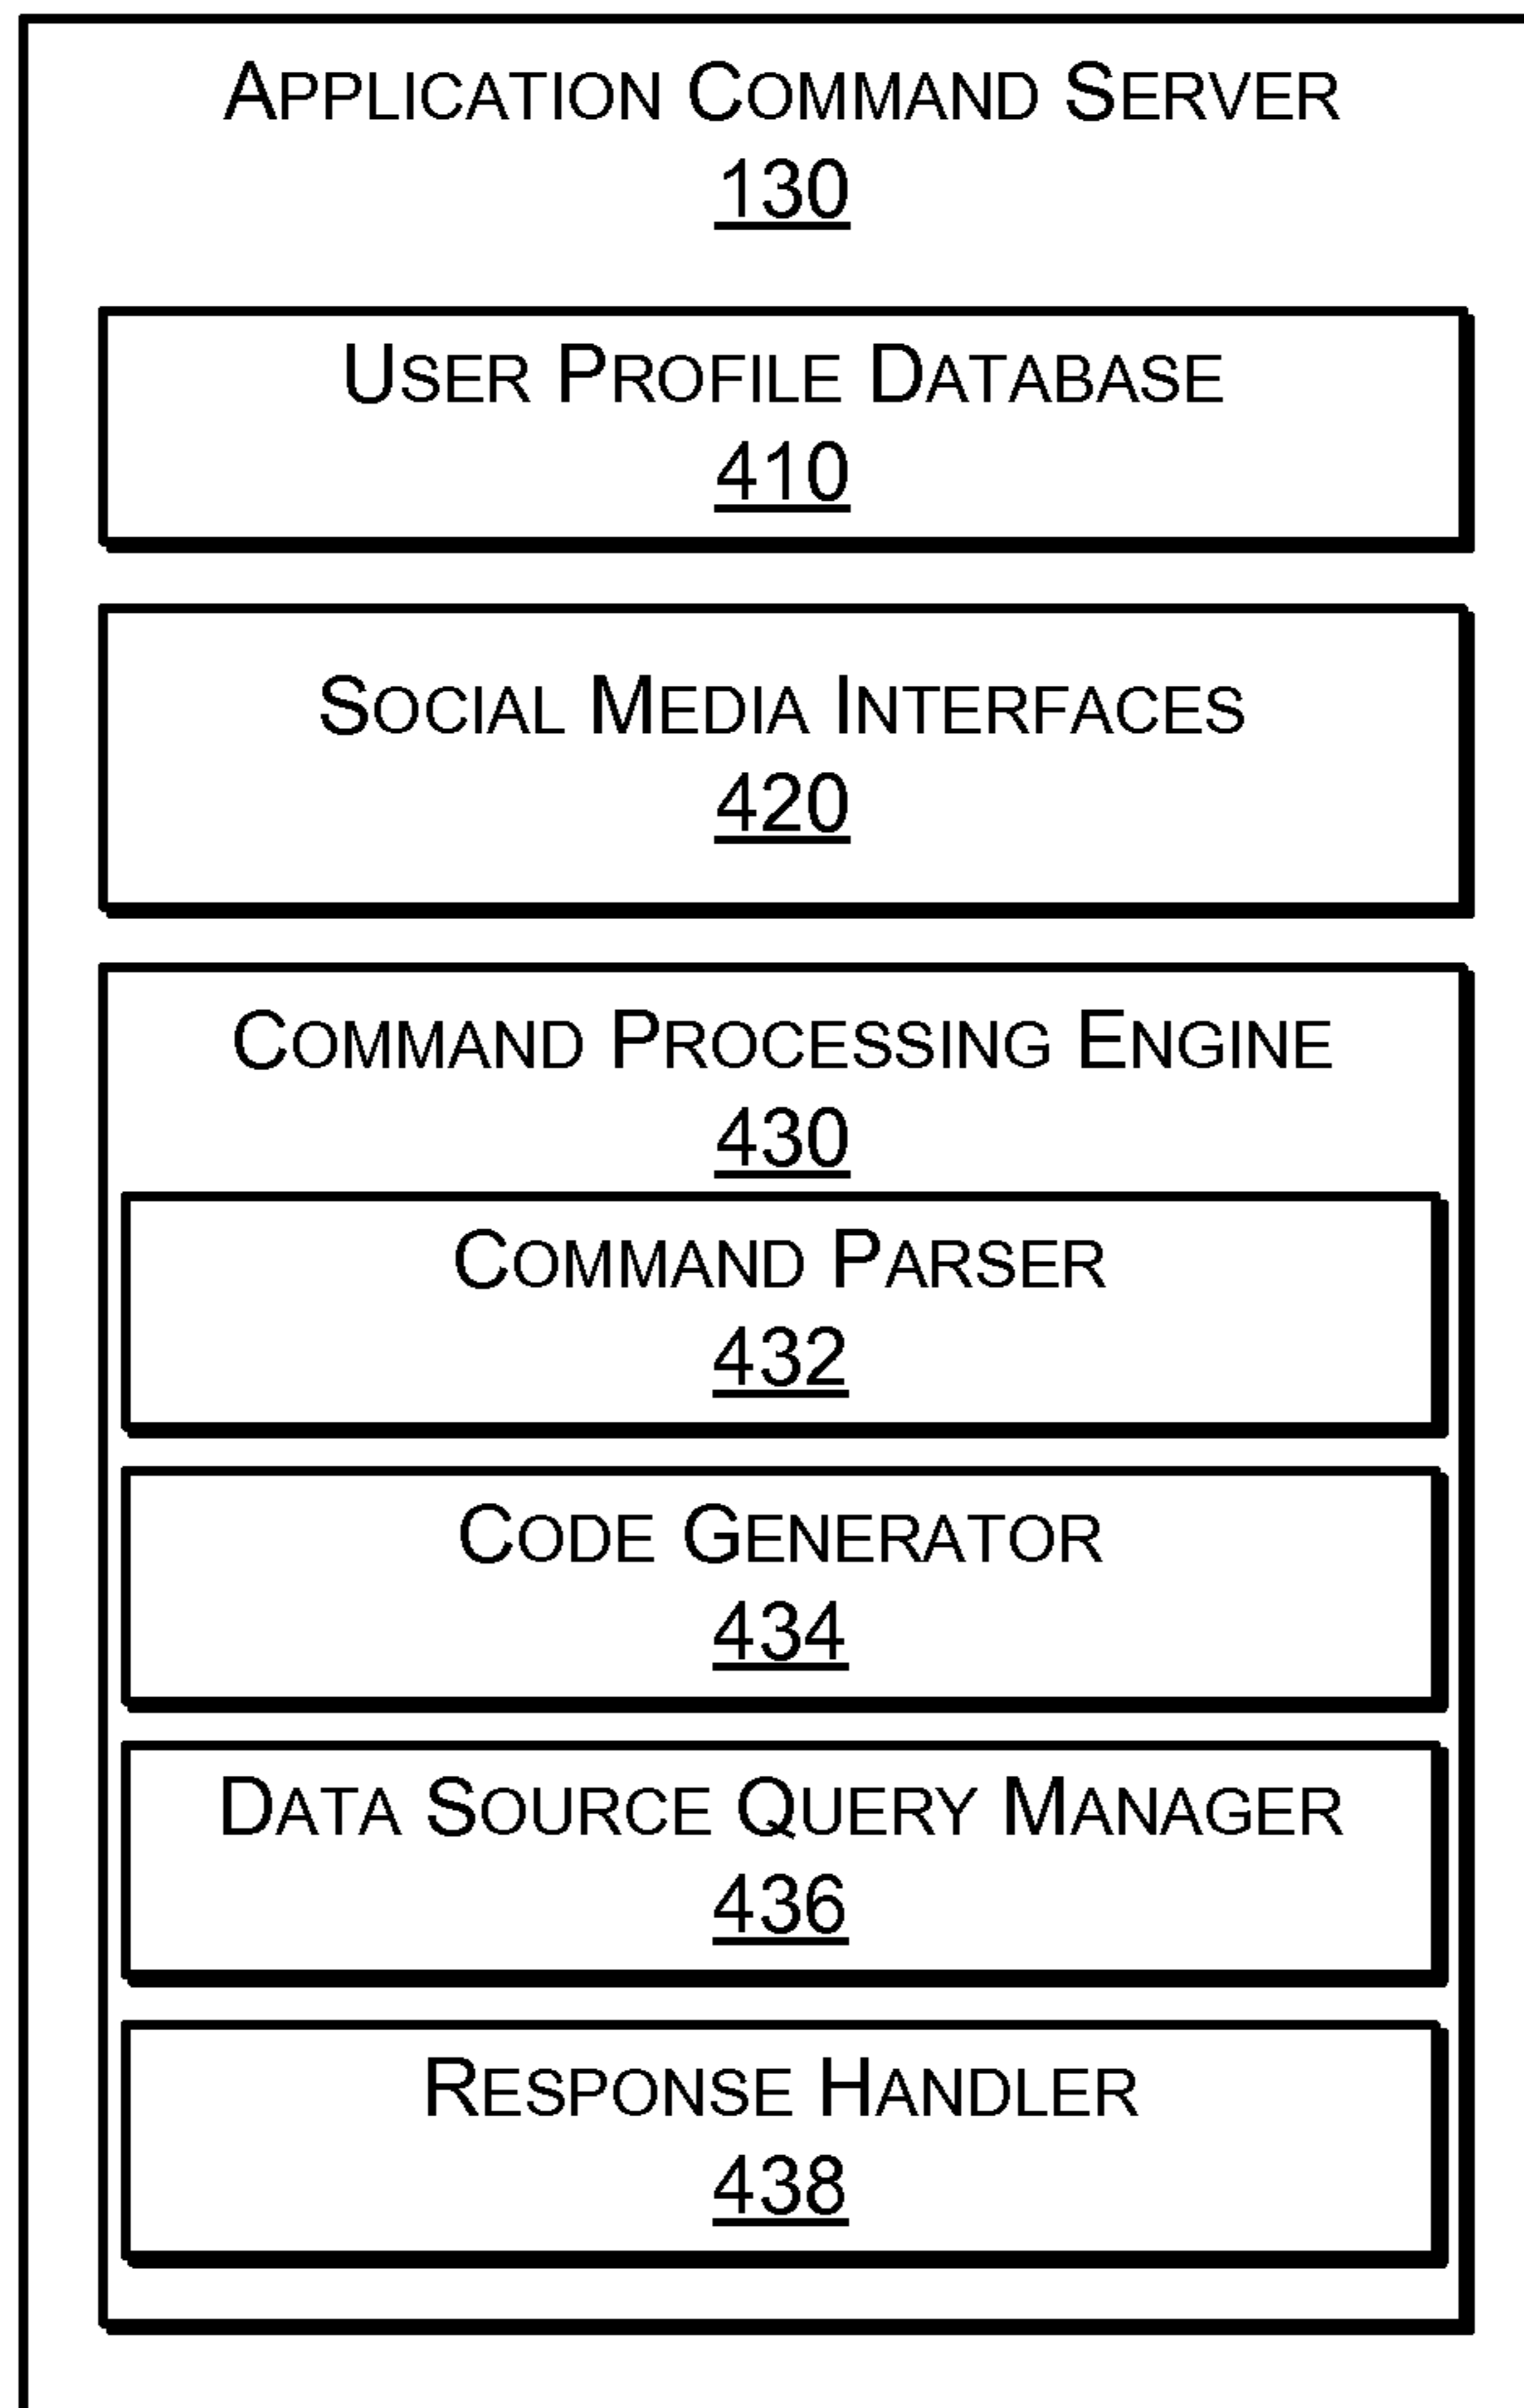 APPLICATION COMMAND SERVER
130
USER PROFILE DATABASE
410
SOCIAL MEDIA INTERFACES
420
COMMAND PROCESSING ENGINE
430
COMMAND PARSER
432
CODE GENERATOR
434
DATA SOURCE QUERY MANAGER
436
RESPONSE HANDLER
438